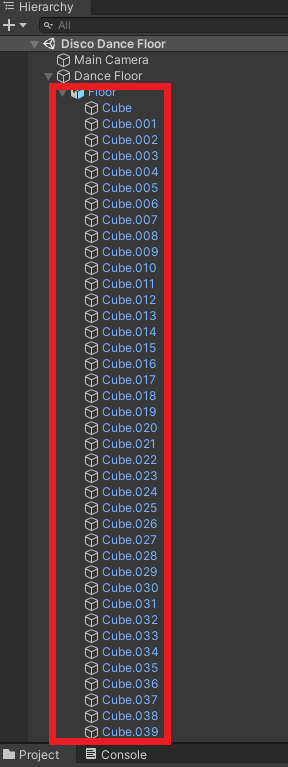 Hierarchy
All
Disco Dance Floor
Main Camera
Dance Floor
Floor
Cube
Cube.001
Cube.002
Cube.003
Cube.004
Cube.005
Cube.006
Cube.007
Cube.008
Cube.009
Cube.010
Cube.011
Cube.012
Cube.013
Cube.014
Cube.015
Cube.016
Cube.017
Cube.018
Cube.019
Cube.020
Cube.021
Cube.022
Cube.023
Cube.024
Cube.025
Cube.026
Cube.027
Cube.028
Cube.029
Cube.030
Cube.031
Cube.032
Cube.033
Cube.034
Cube.035
Cube.036
Cube.037
Cube.038
Cube.039
Project Console